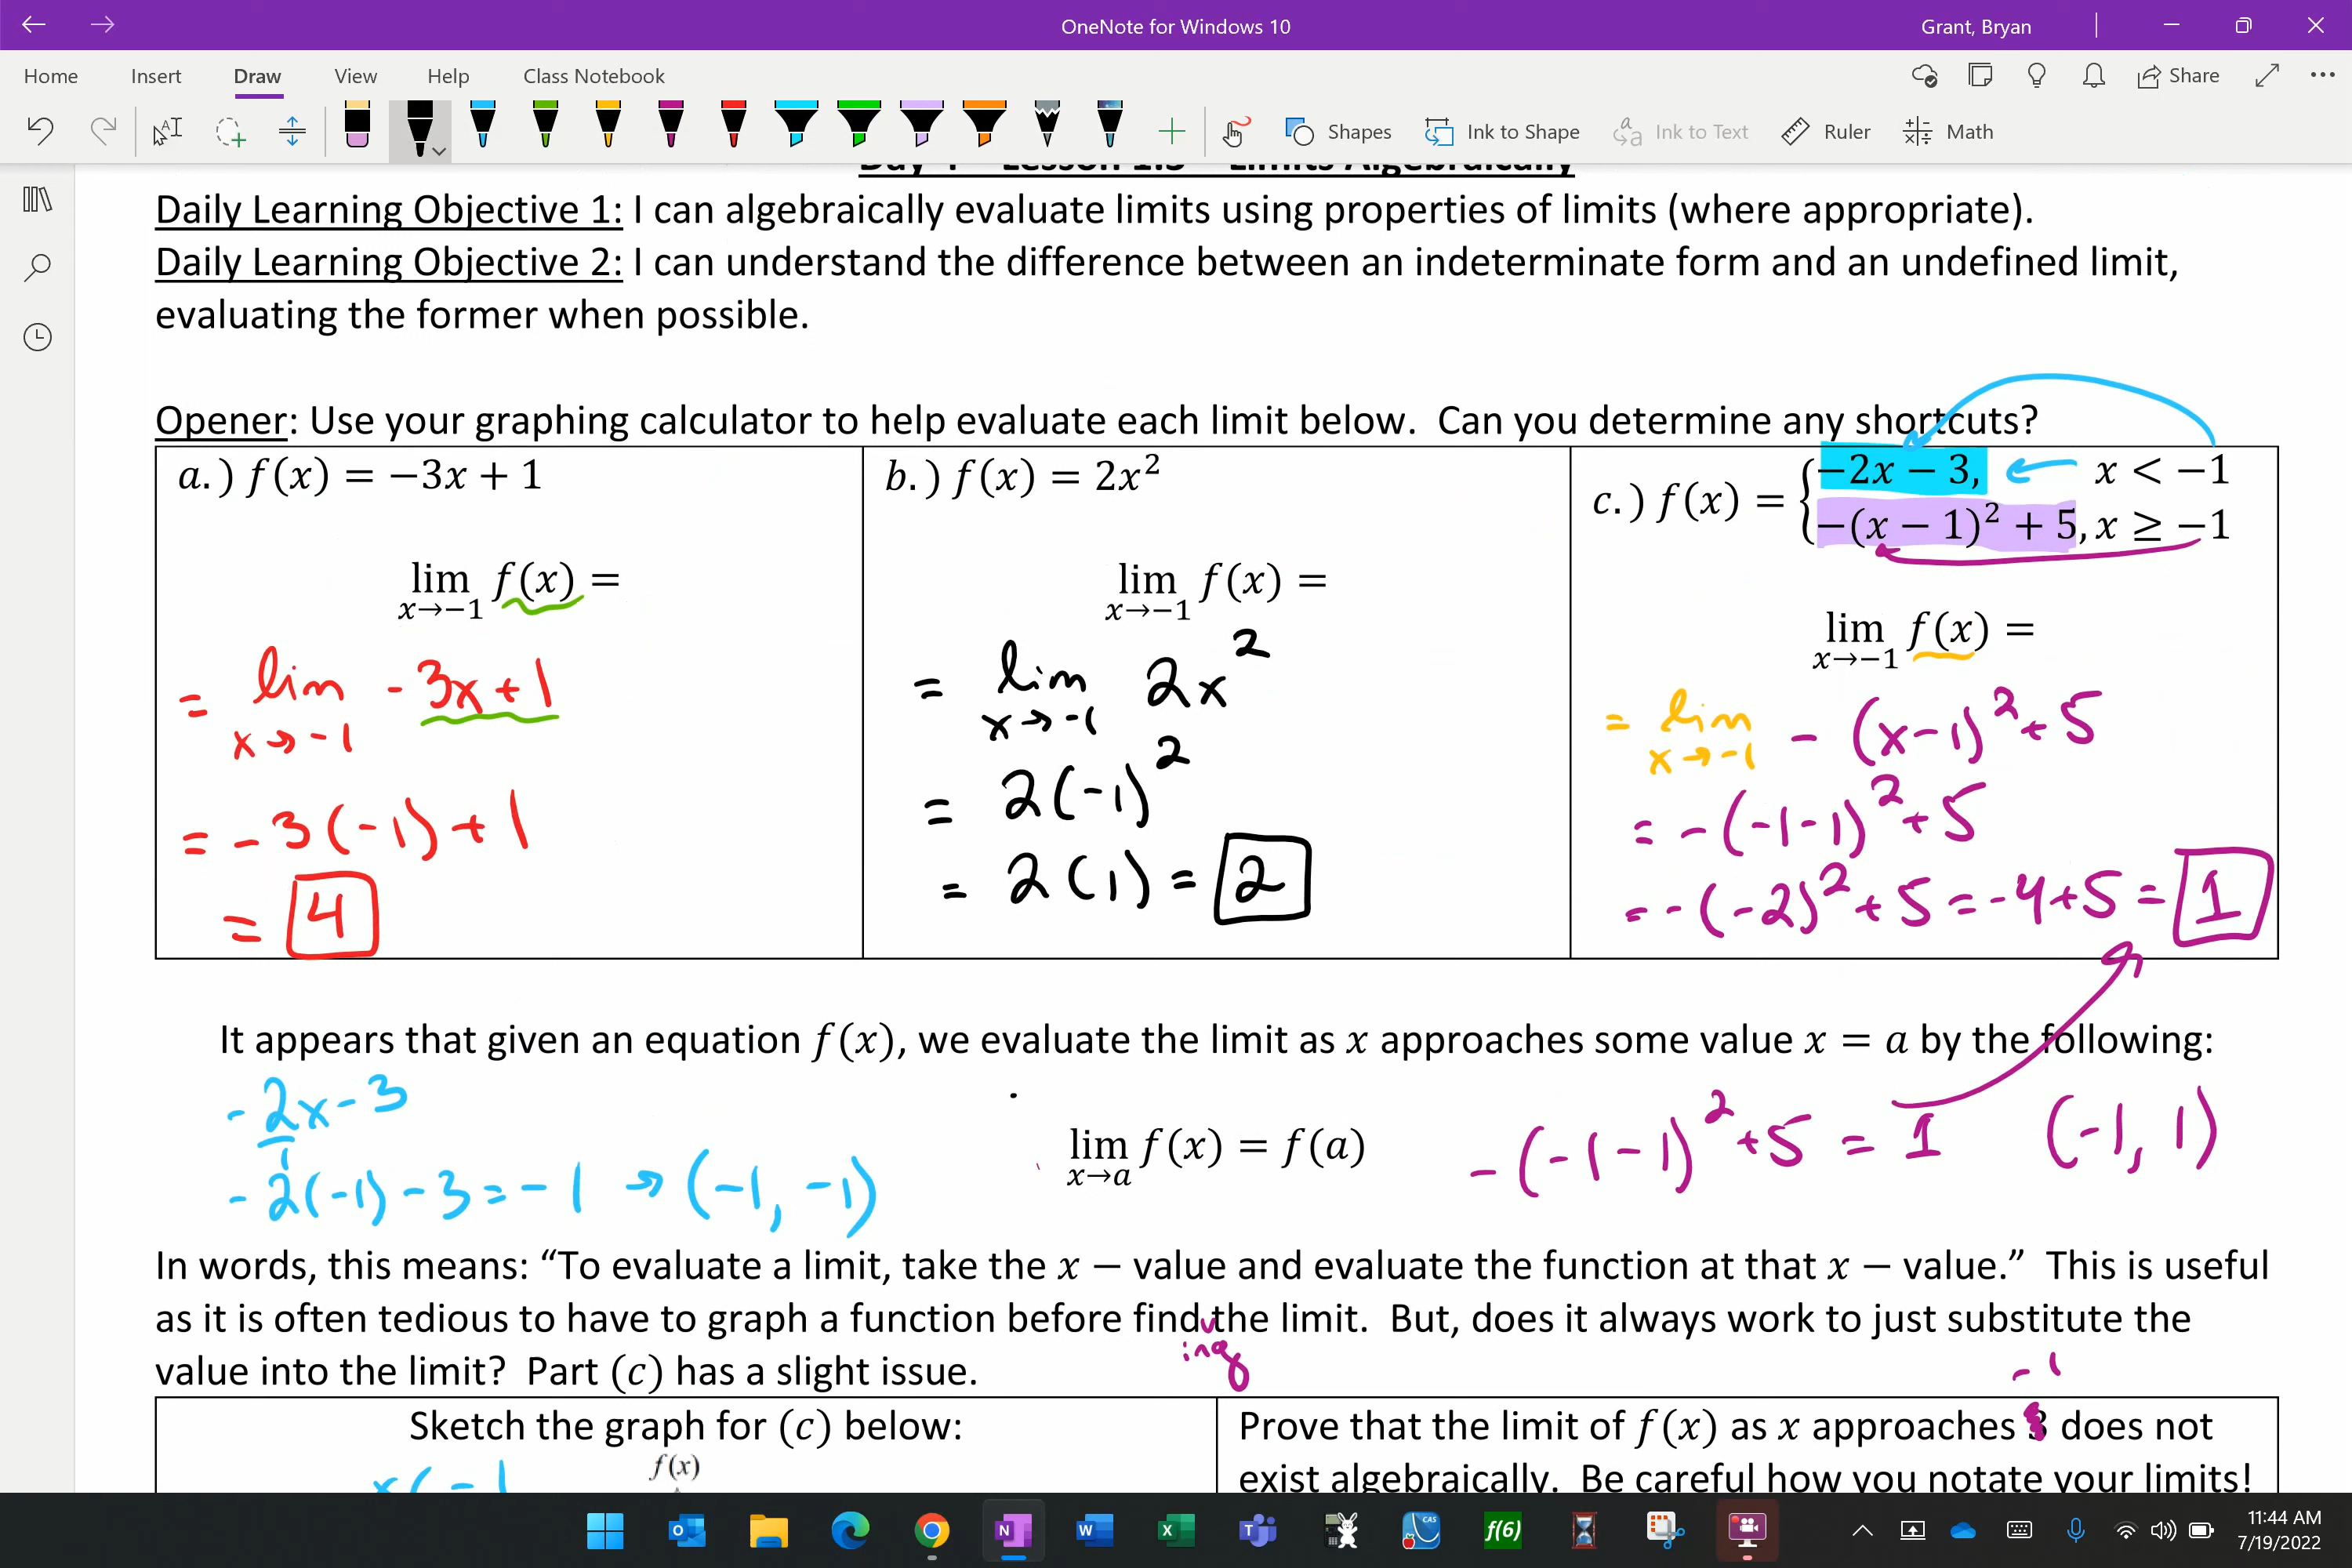 OneNote for Windows 10
Grant, Bryan
Home Insert Draw View Help Class Notebook
Share
Shapes Ink to Shape Ink to Text Ruler Math
Daily Learning Objective 1: I can algebraically evaluate limits using properties of limits (where appropriate).
Daily Learning Objective 2: I can understand the difference between an indeterminate form and an undefined limit,
evaluating the former when possible.
Opener: Use your graphing calculator to help evaluate each limit below. Can you determine any shortcuts?
a.) f(x) = −3x + 1
lim f(x) =
x→−1
= lim -3x+1
x→-1
= -3(-1)+1
= 4
b.) f(x) = 2x²
lim f(x) =
x→−1
= lim 2x²
x→-1
= 2(-1)²
= 2(1) = 2
c.) f(x) = { −2x − 3, x < −1
−(x − 1)² + 5, x ≥ −1
lim f(x) =
x→−1
= lim -(x-1)²+5
x→-1
= -(-1-1)²+5
= -(-2)²+5 = -4+5 = 1
It appears that given an equation f(x), we evaluate the limit as x approaches some value x = a by the following:
-2x-3
-2(-1)-3=-1 → (-1, -1)
lim f(x) = f(a)
x→a
-(-1-1)²+5 = 1 (-1, 1)
In words, this means: “To evaluate a limit, take the x − value and evaluate the function at that x − value.” This is useful
as it is often tedious to have to graph a function before find the limit. But, does it always work to just substitute the
ing
value into the limit? Part (c) has a slight issue.
Sketch the graph for (c) below:
f(x)
-1
Prove that the limit of f(x) as x approaches does not
exist algebraically. Be careful how you notate your limits!
CAS
f(6)
11:44 AM
7/19/2022